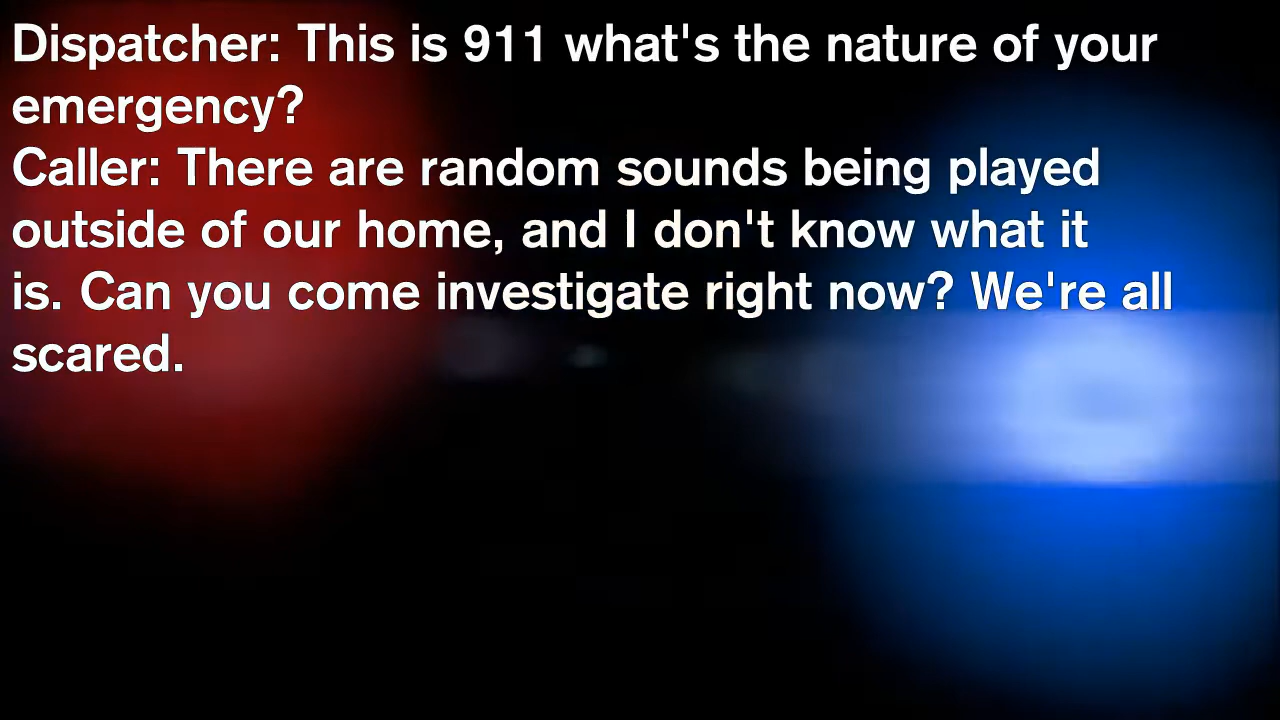 Dispatcher: This is 911 what's the nature of your
emergency?
Caller: There are random sounds being played
outside of our home, and I don't know what it
is. Can you come investigate right now? We're all
scared.